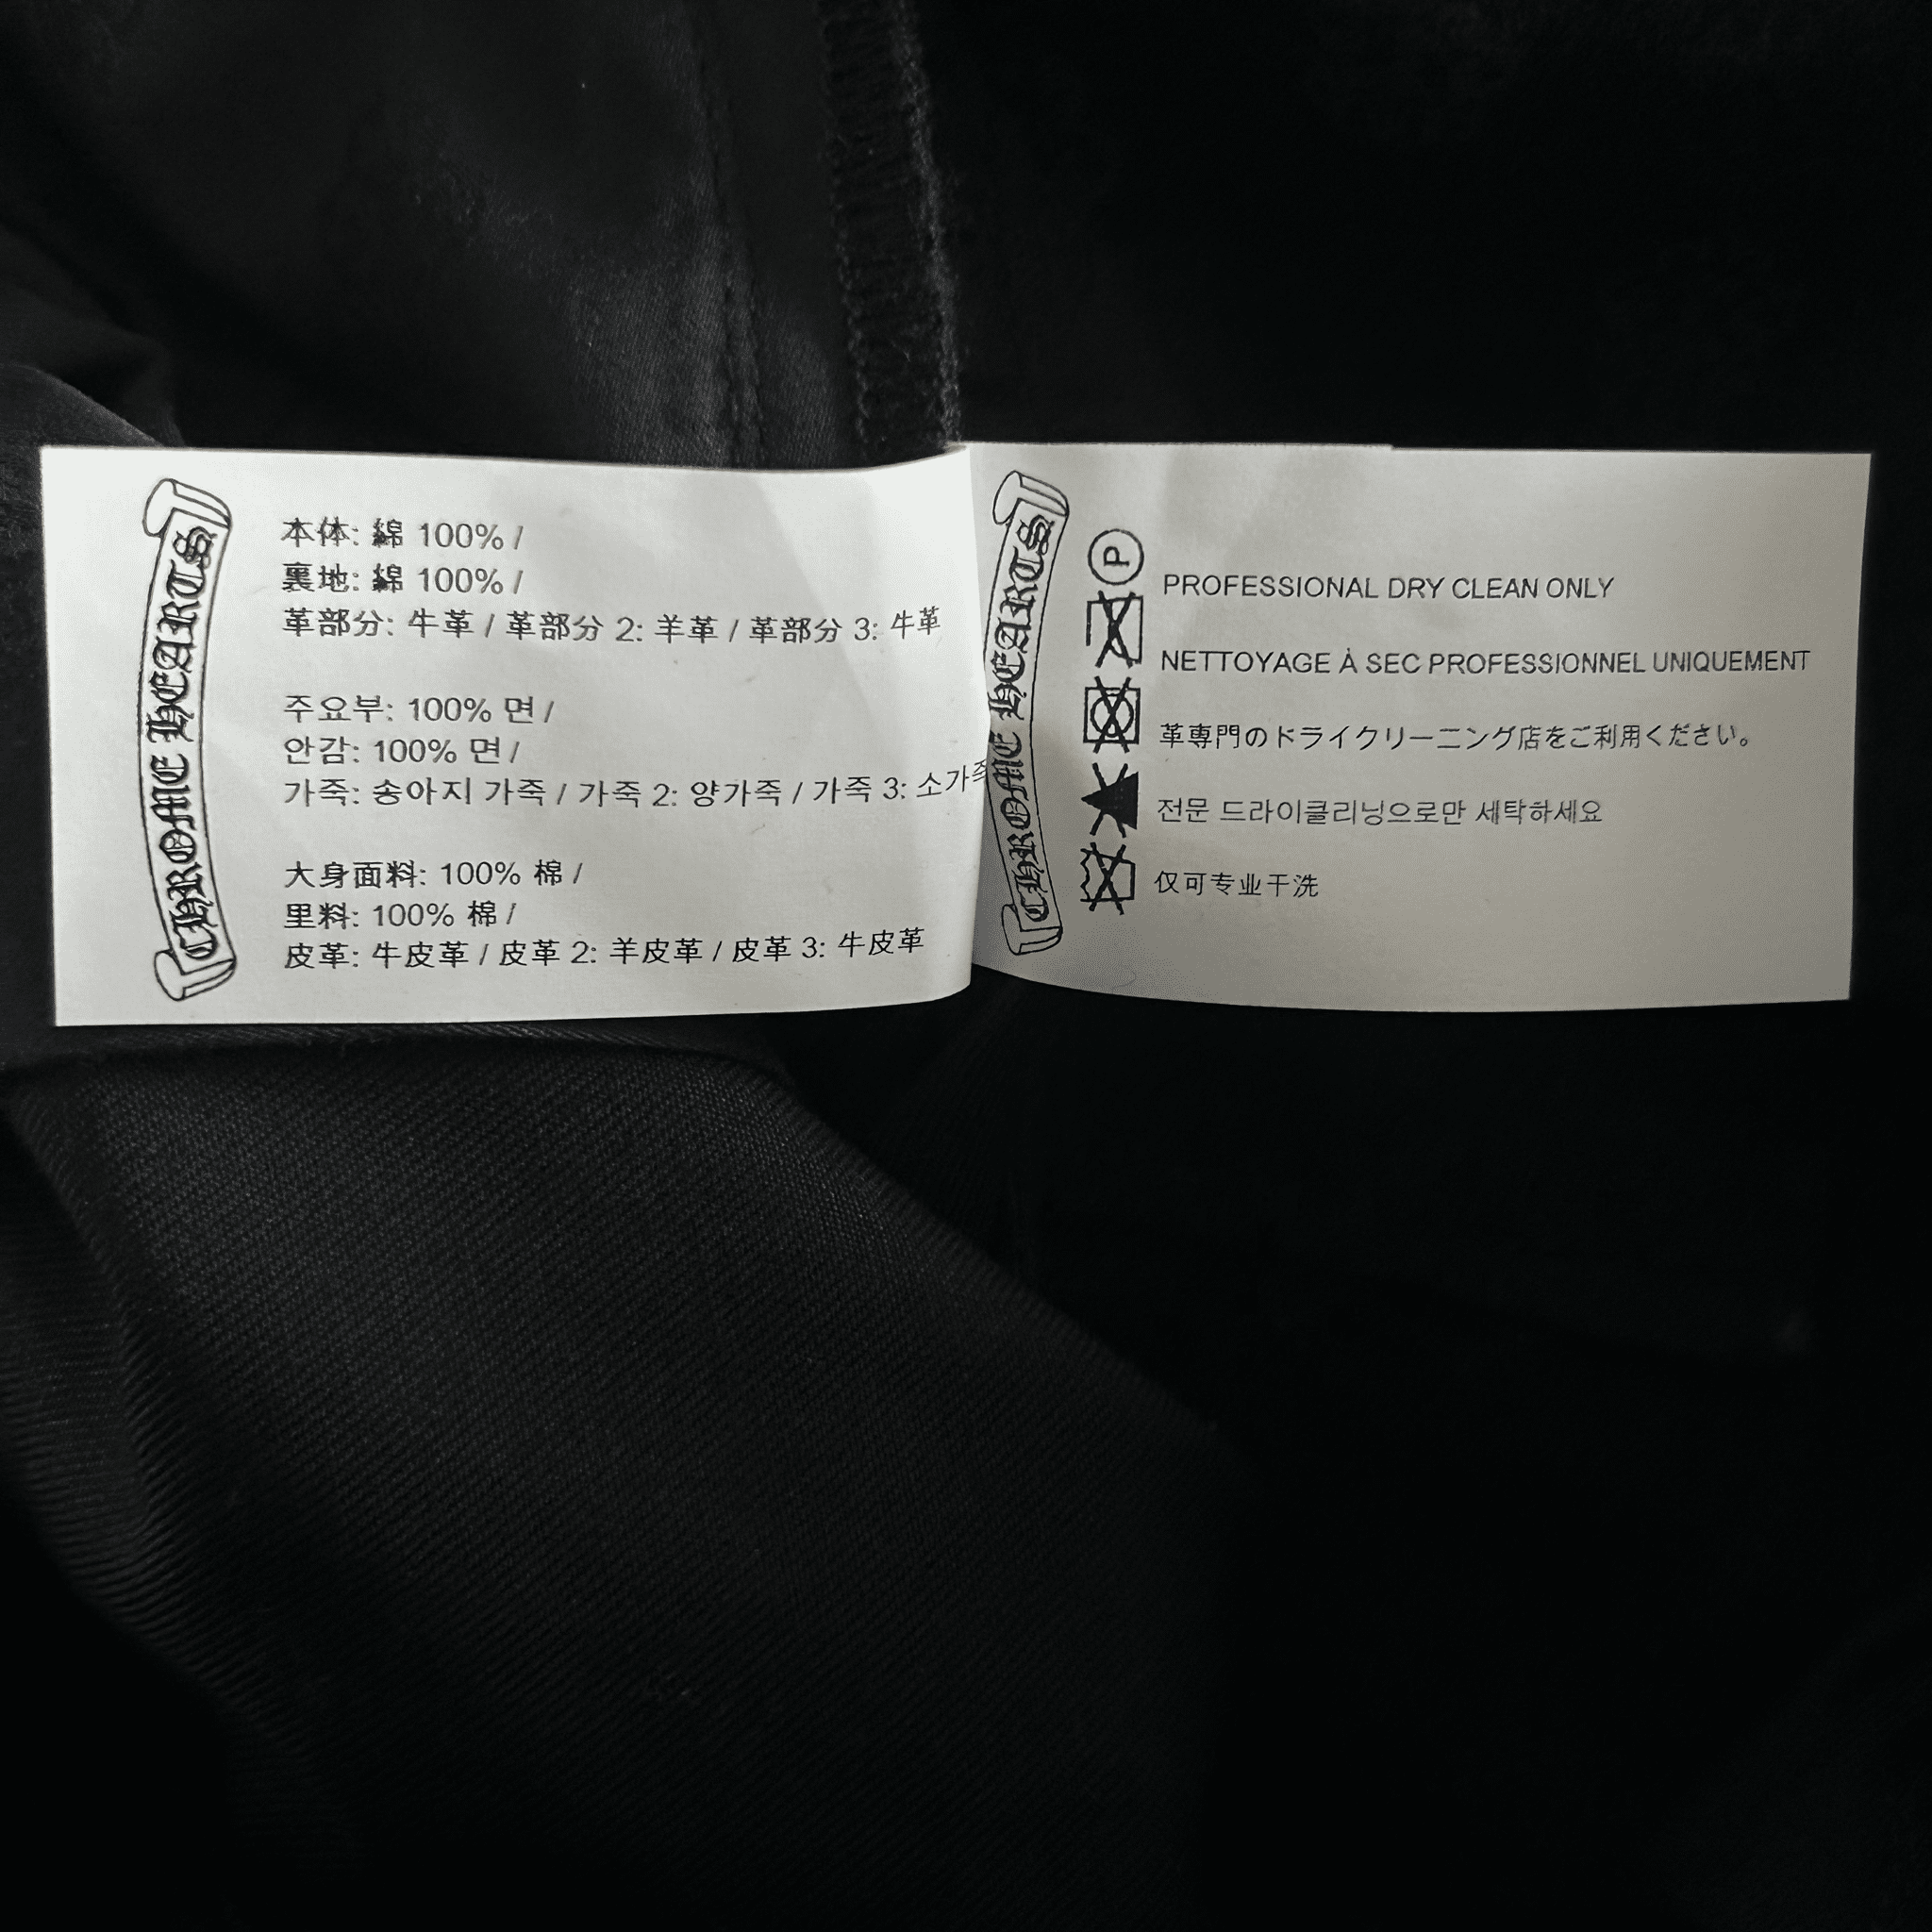 CHROME HEARTS
本体: 綿 100% /
裏地: 綿 100% /
革部分: 牛革 / 革部分 2: 羊革 / 革部分 3: 牛革
주요부: 100% 면 /
안감: 100% 면 /
가죽: 송아지 가죽 / 가죽 2: 양가죽 / 가죽 3: 소가죽
大身面料: 100% 棉 /
里料: 100% 棉 /
皮革: 牛皮革 / 皮革 2: 羊皮革 / 皮革 3: 牛皮革
CHROME HEARTS
P
PROFESSIONAL DRY CLEAN ONLY
NETTOYAGE À SEC PROFESSIONNEL UNIQUEMENT
革専門のドライクリーニング店をご利用ください。
전문 드라이클리닝으로만 세탁하세요
仅可专业干洗